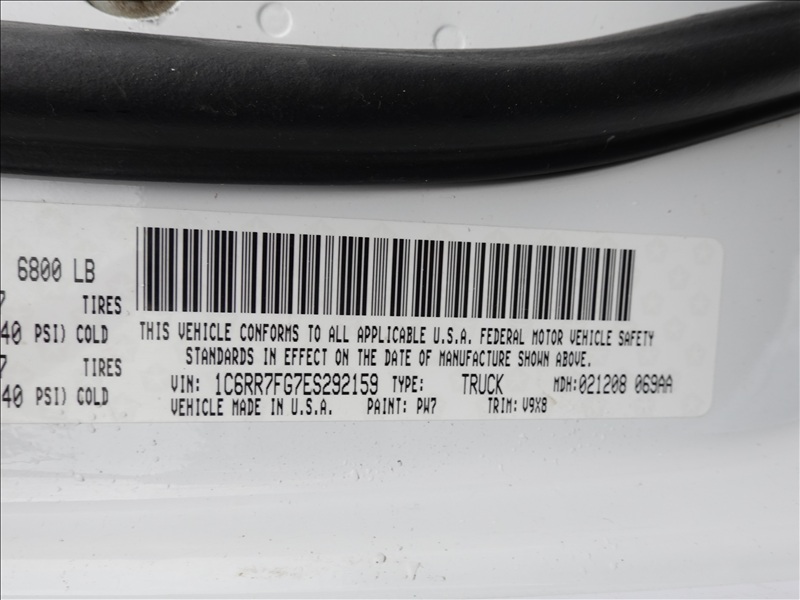 6800 LB
7 TIRES
40 PSI) COLD
7 TIRES
40 PSI) COLD
THIS VEHICLE CONFORMS TO ALL APPLICABLE U.S.A. FEDERAL MOTOR VEHICLE SAFETY
STANDARDS IN EFFECT ON THE DATE OF MANUFACTURE SHOWN ABOVE.
VIN: 1C6RR7FG7ES292159 TYPE: TRUCK MDH:021208 069AA
VEHICLE MADE IN U.S.A. PAINT: PW7 TRIM: V9X8